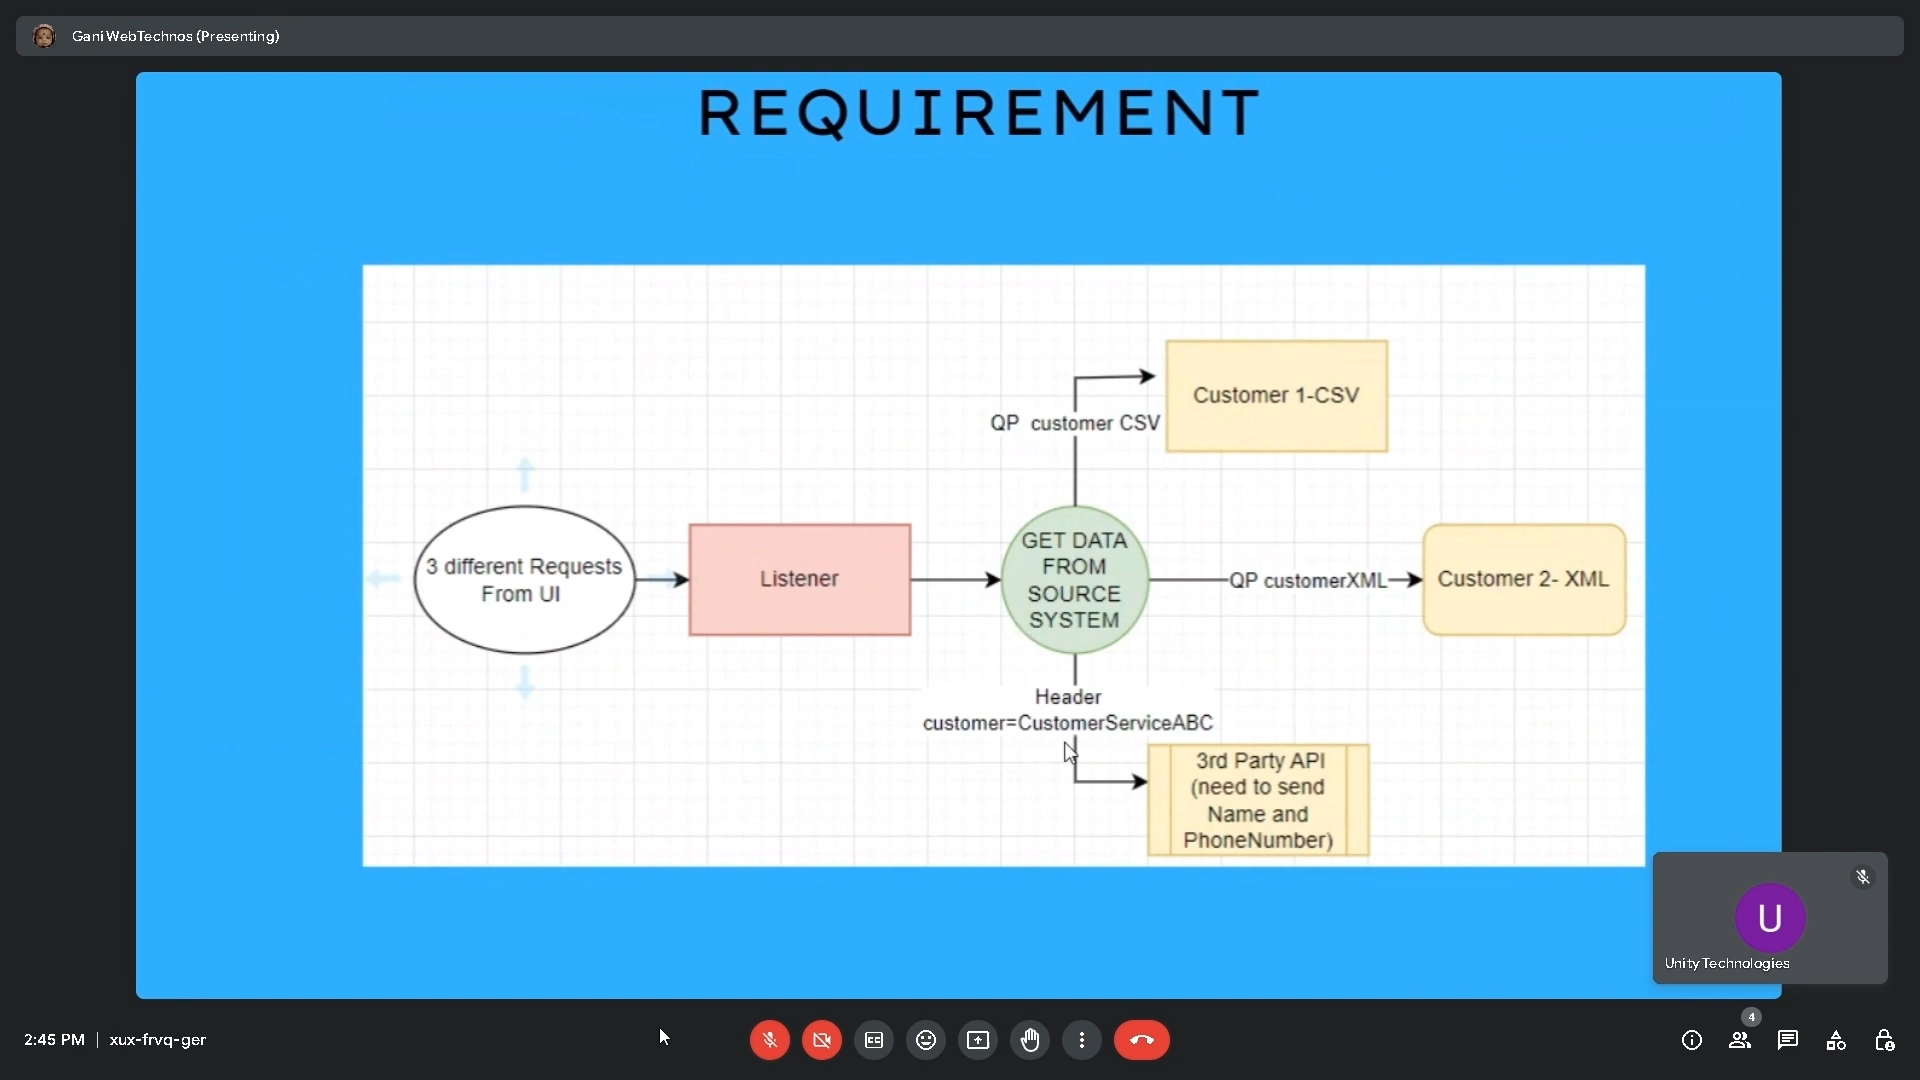 Gani WebTechnos (Presenting)
REQUIREMENT
Customer 1-CSV
QP customer CSV
3 different Requests
From UI
Listener
GET DATA
FROM
SOURCE
SYSTEM
QP customerXML
Customer 2- XML
Header
customer=CustomerServiceABC
3rd Party API
(need to send
Name and
PhoneNumber)
U
Unity Technologies
2:45 PM | xux-frvq-ger
4